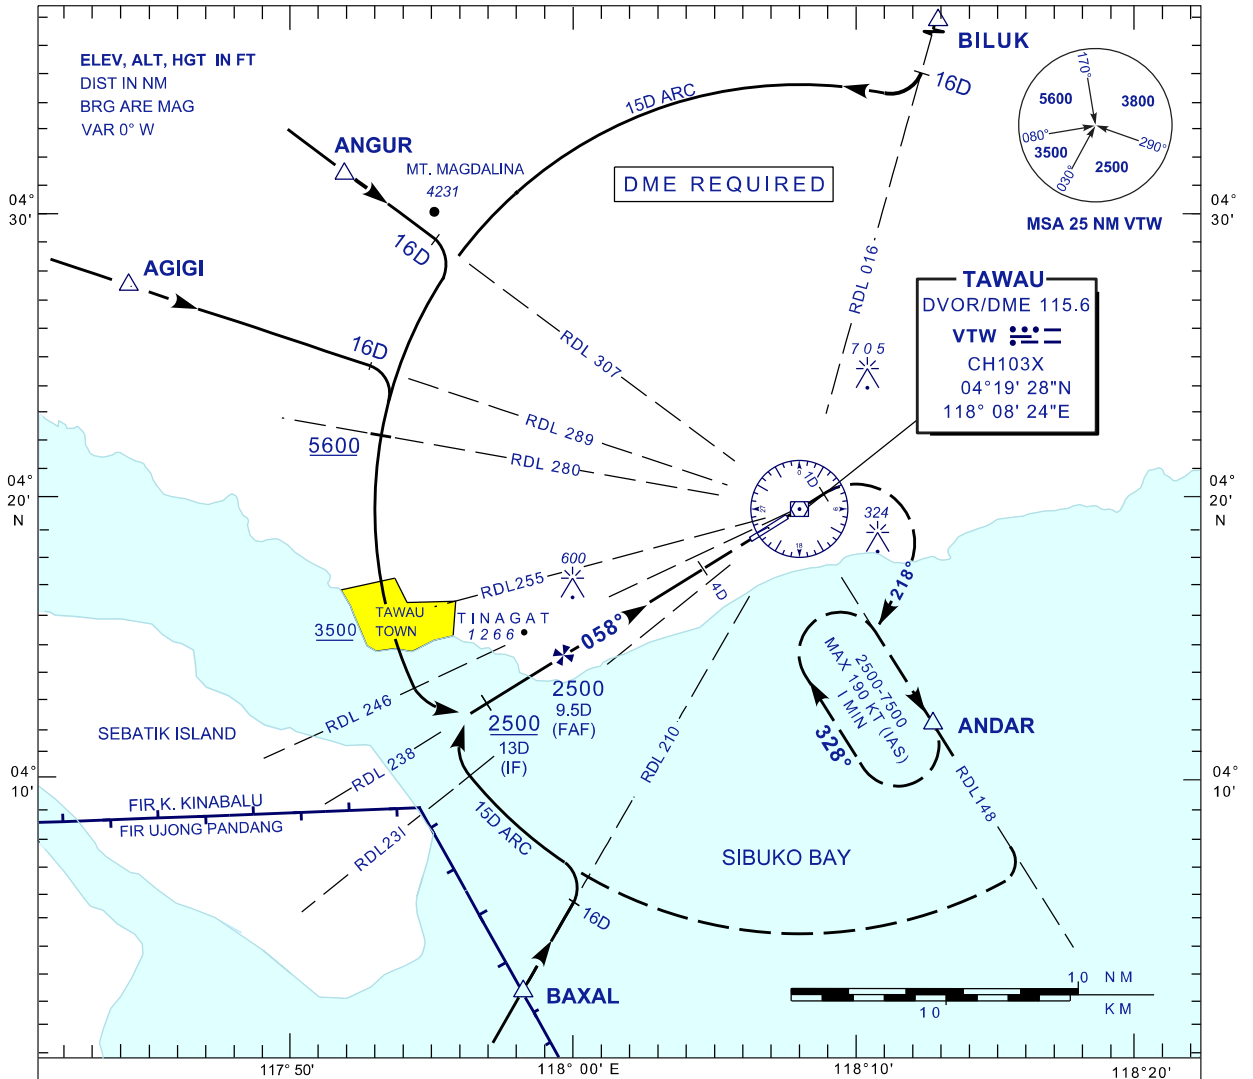 ELEV, ALT, HGT IN FT
DIST IN NM
BRG ARE MAG
VAR 0° W
BILUK
16D
15D ARC
170°
5600
3800
080°
3500
290°
2500
030°
MSA 25 NM VTW
ANGUR
MT. MAGDALINA
4231
DME REQUIRED
04°
30'
04°
30'
16D
AGIGI
RDL 016
TAWAU
DVOR/DME 115.6
VTW
CH103X
04°19' 28"N
118° 08' 24"E
16D
RDL 307
705
RDL 289
5600
RDL 280
04°
20'
N
04°
20'
N
0
1D
27
9
18
324
600
RDL255
4D
218°
TAWAU
TOWN
3500
TINAGAT
1266
058°
2500-7500
MAX 190 KT (IAS)
I MIN
328°
2500
9.5D
(FAF)
2500
13D
(IF)
RDL 246
RDL 238
RDL23I
RDL 210
ANDAR
RDL148
SEBATIK ISLAND
04°
10'
04°
10'
FIR K. KINABALU
FIR UJONG PANDANG
15D ARC
SIBUKO BAY
16D
BAXAL
10 NM
10
KM
117°50'
118° 00' E
118°10'
118°20'